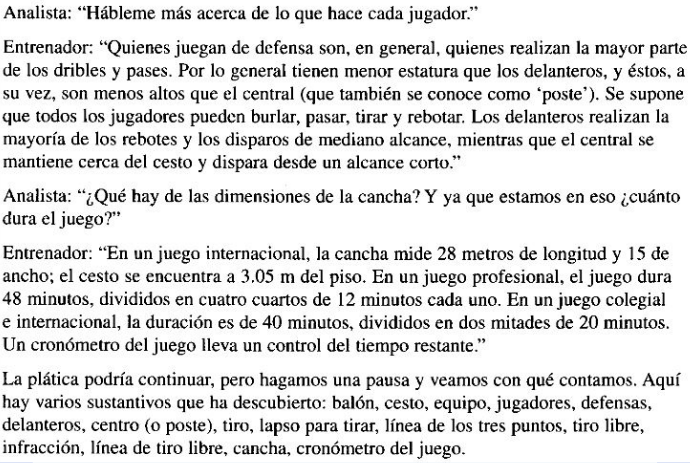 Analista: “Hábleme más acerca de lo que hace cada jugador.”
Entrenador: “Quienes juegan de defensa son, en general, quienes realizan la mayor parte
de los dribles y pases. Por lo general tienen menor estatura que los delanteros, y éstos, a
su vez, son menos altos que el central (que también se conoce como ‘poste’). Se supone
que todos los jugadores pueden burlar, pasar, tirar y rebotar. Los delanteros realizan la
mayoría de los rebotes y los disparos de mediano alcance, mientras que el central se
mantiene cerca del cesto y dispara desde un alcance corto.”
Analista: “¿Qué hay de las dimensiones de la cancha? Y ya que estamos en eso ¿cuánto
dura el juego?”
Entrenador: “En un juego internacional, la cancha mide 28 metros de longitud y 15 de
ancho; el cesto se encuentra a 3.05 m del piso. En un juego profesional, el juego dura
48 minutos, divididos en cuatro cuartos de 12 minutos cada uno. En un juego colegial
e internacional, la duración es de 40 minutos, divididos en dos mitades de 20 minutos.
Un cronómetro del juego lleva un control del tiempo restante.”
La plática podría continuar, pero hagamos una pausa y veamos con qué contamos. Aquí
hay varios sustantivos que ha descubierto: balón, cesto, equipo, jugadores, defensas,
delanteros, centro (o poste), tiro, lapso para tirar, línea de los tres puntos, tiro libre,
infracción, línea de tiro libre, cancha, cronómetro del juego.